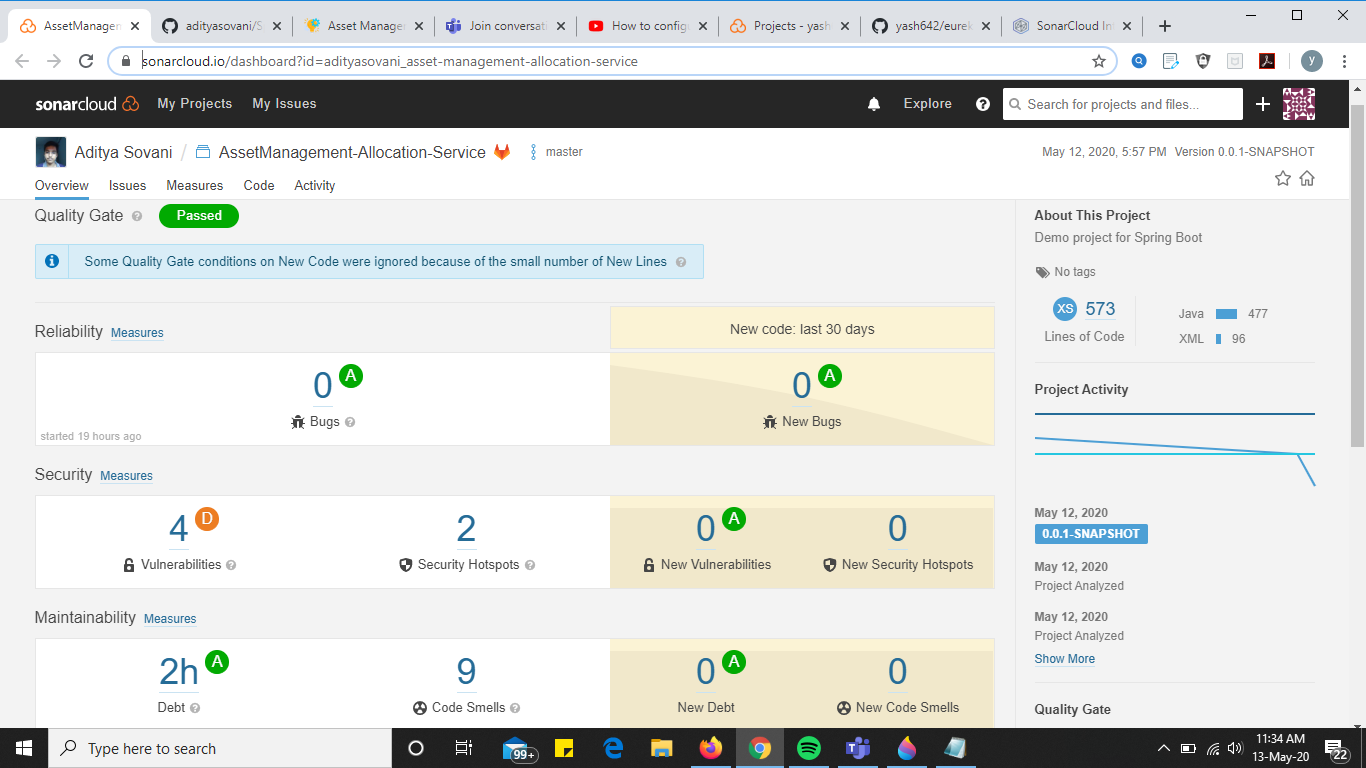 AssetManagen
adityasovani/S
Asset Manager
Join conversat
How to config
Projects - yash
yash642/eurek
SonarCloud In
sonarcloud.io/dashboard?id=adityasovani_asset-management-allocation-service
y
sonarcloud My Projects My Issues Explore Search for projects and files...
Aditya Sovani / AssetManagement-Allocation-Service master
May 12, 2020, 5:57 PM Version 0.0.1-SNAPSHOT
Overview Issues Measures Code Activity
Quality Gate Passed
Some Quality Gate conditions on New Code were ignored because of the small number of New Lines
New code: last 30 days
Reliability Measures
0 A
Bugs
started 19 hours ago
0 A
New Bugs
Security Measures
4 D
Vulnerabilities
2
Security Hotspots
0 A
New Vulnerabilities
0
New Security Hotspots
Maintainability Measures
2h A
Debt
9
Code Smells
0 A
New Debt
0
New Code Smells
About This Project
Demo project for Spring Boot
No tags
XS 573
Lines of Code
Java 477
XML 96
Project Activity
May 12, 2020
0.0.1-SNAPSHOT
May 12, 2020
Project Analyzed
May 12, 2020
Project Analyzed
Show More
Quality Gate
Type here to search
99+
11:34 AM
13-May-20
22